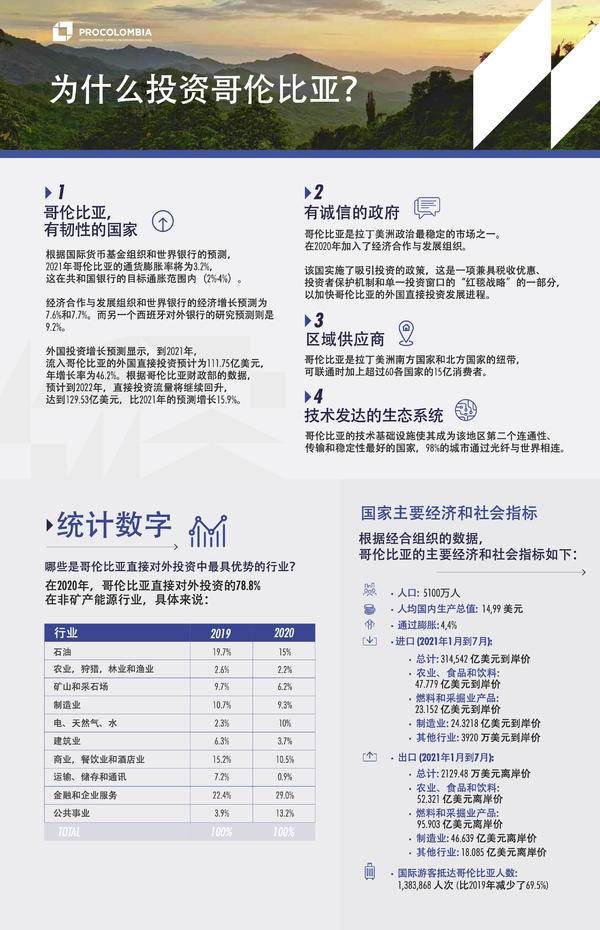 PROCOLOMBIA
为什么投资哥伦比亚？
1
哥伦比亚，
有韧性的国家
根据国际货币基金组织和世界银行的预测，
2021年哥伦比亚的通货膨胀率将为3.2%，
这在共和国银行的目标通胀范围内（2%4%）。
经济合作与发展组织和世界银行的经济增长预测为
7.6%和7.7%。而另一个西班牙对外银行的研究预测则是
9.2%。
外国投资增长预测显示，到2021年，
流入哥伦比亚的外国直接投资预计为111.75亿美元，
年增长率为46.2%。根据哥伦比亚财政部的数据，
预计到2022年，直接投资流量将继续回升，
达到129.53亿美元，比2021年的预测增长15.9%。
2
有诚信的政府
哥伦比亚是拉丁美洲政治最稳定的市场之一。
在2020年加入了经济合作与发展组织。
该国实施了吸引投资的政策，这是一项兼具税收优惠、
投资者保护机制和单一投资窗口的“红毯战略”的一部分，
以加快哥伦比亚的外国直接投资发展进程。
3
区域供应商
哥伦比亚是拉丁美洲南方国家和北方国家的纽带，
可联通时加上超过60各国家的15亿消费者。
4
技术发达的生态系统
哥伦比亚的技术基础设施使其成为该地区第二个连通性、
传输和稳定性最好的国家，98%的城市通过光纤与世界相连。
统计数字
哪些是哥伦比亚直接对外投资中最具优势的行业？
在2020年，哥伦比亚直接对外投资的78.8%
在非矿产能源行业，具体来说：
行业 2019 2020
石油 19.7% 15%
农业，狩猎，林业和渔业 2.6% 2.2%
矿山和采石场 9.7% 6.2%
制造业 10.7% 9.3%
电、天然气、水 2.3% 10%
建筑业 6.3% 3.7%
商业，餐饮业和酒店业 15.2% 10.5%
运输、储存和通讯 7.2% 0.9%
金融和企业服务 22.4% 29.0%
公共事业 3.9% 13.2%
TOTAL 100% 100%
国家主要经济和社会指标
根据经合组织的数据，
哥伦比亚的主要经济和社会指标如下：
• 人口: 5100万人
• 人均国内生产总值: 14,99 美元
• 通过膨胀: 4,4%
• 进口 (2021年1月到7月):
• 总计: 314,542 亿美元到岸价
• 农业、食品和饮料:
47.779 亿美元到岸价
• 燃料和采掘业产品:
23.152 亿美元到岸价
• 制造业: 24.3218 亿美元到岸价
• 其他行业: 3920 万美元到岸价
• 出口 (2021年1月到7月):
• 总计: 2129.48 万美元离岸价
• 农业、食品和饮料:
52.321 亿美元离岸价
• 燃料和采掘业产品:
95.903 亿美元离岸价
• 制造业: 46.639 亿美元离岸价
• 其他行业: 18.085 亿美元离岸价
• 国际游客抵达哥伦比亚人数:
1,383,868 人次 (比2019年减少了69.5%)